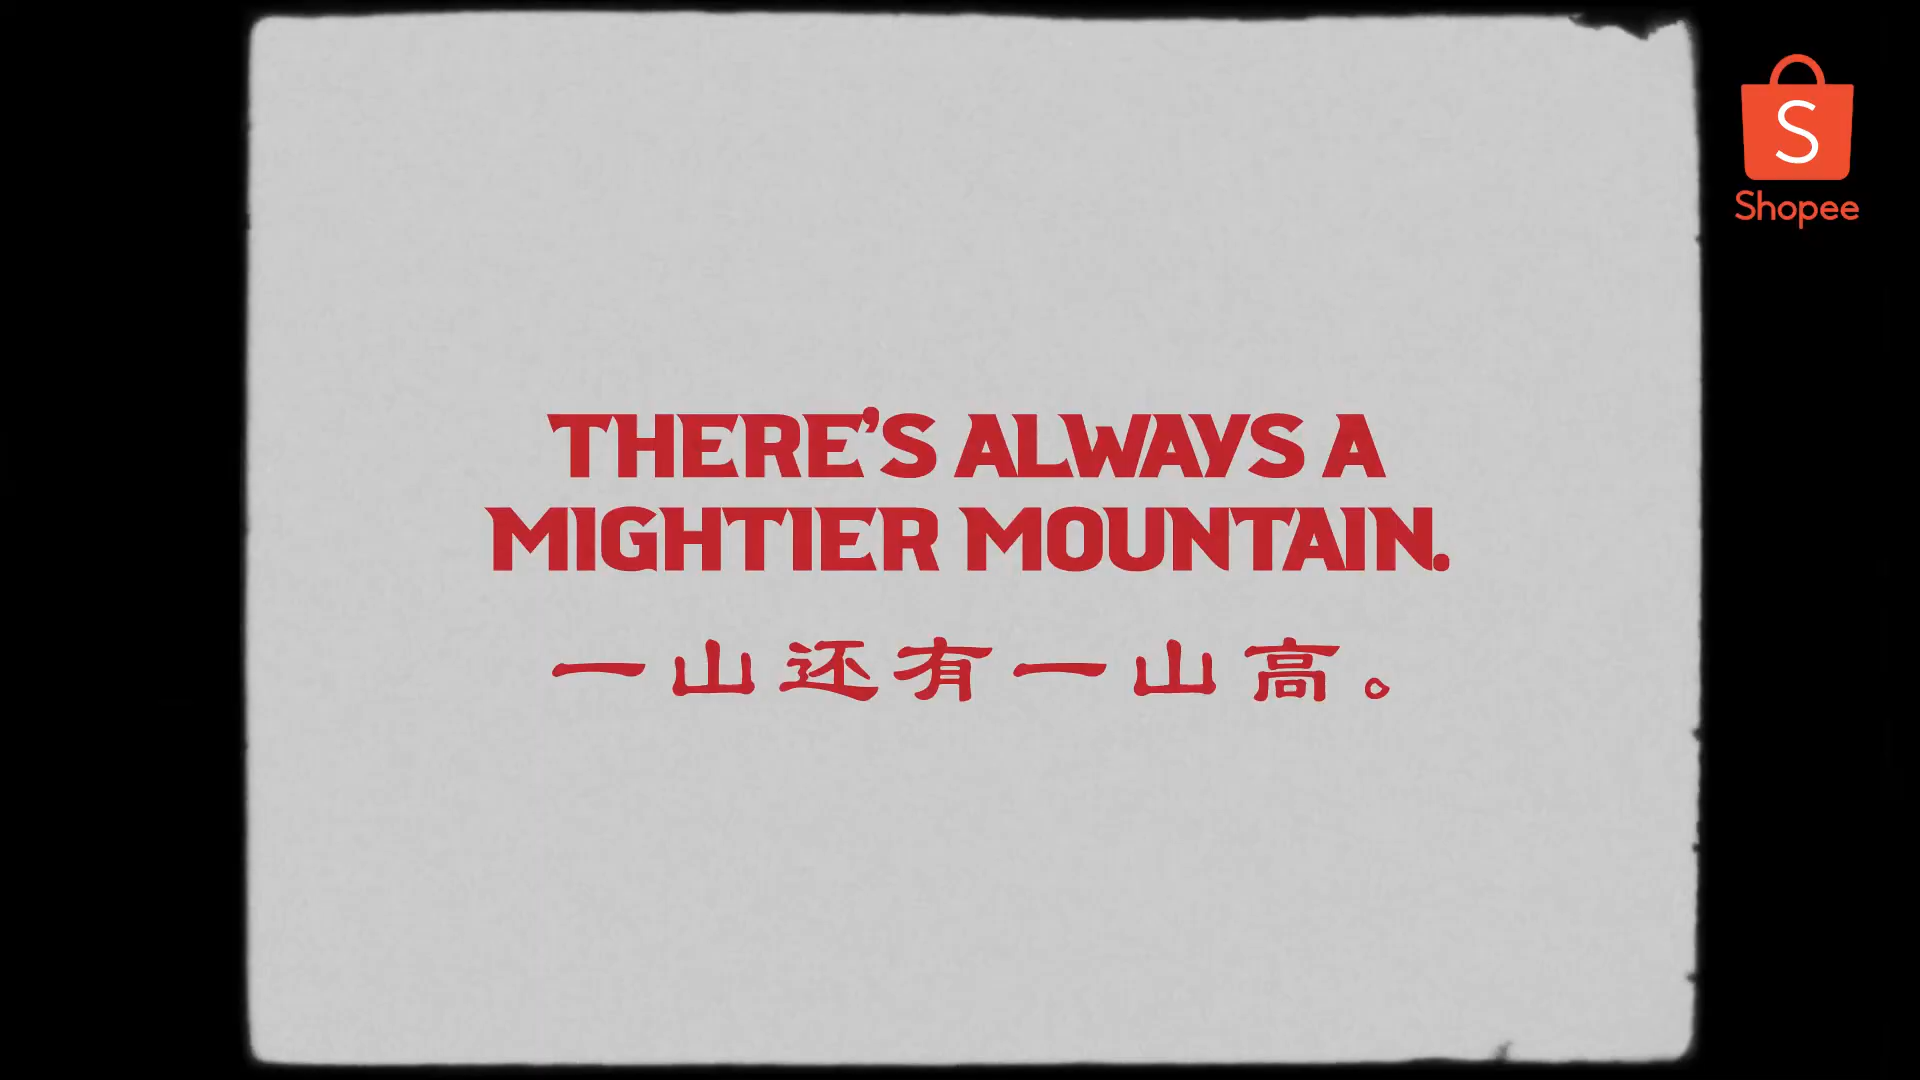 S
Shopee
THERE'S ALWAYS A
MIGHTIER MOUNTAIN.
一山还有一山高。